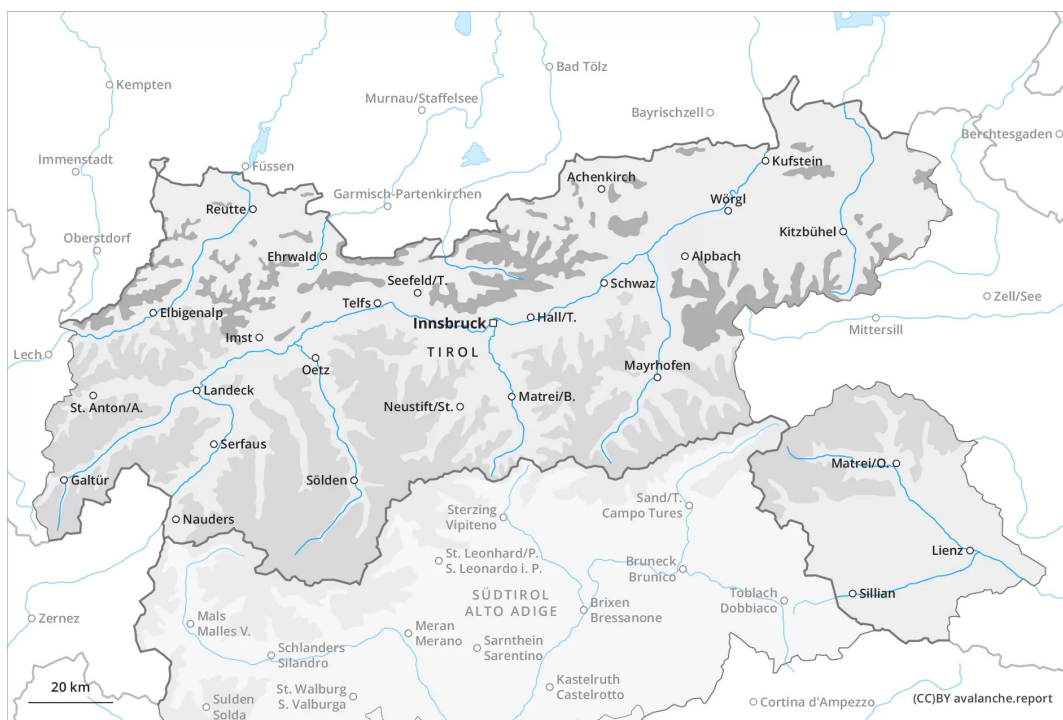 Bad Tölz
Kempten
Murnau/Staffelsee
Bayrischzell
Berchtesgaden
Immenstadt
Füssen
Kufstein
Achenkirch
Garmisch-Partenkirchen
Wörgl
Reutte
Kitzbühel
Oberstdorf
Ehrwald
Alpbach
Seefeld/T.
Schwaz
Zell/See
Telfs
Elbigenalp
Hall/T.
Innsbruck
Mittersill
Imst
TIROL
Lech
Oetz
Mayrhofen
Landeck
St. Anton/A.
Neustift/St.
Matrei/B.
Serfaus
Matrei/O.
Galtür
Sölden
Sand/T.
Campo Tures
Sterzing
Vipiteno
Nauders
Lienz
St. Leonhard/P.
S. Leonardo i. P.
Bruneck
Brunico
SÜDTIROL
ALTO ADIGE
Toblach
Dobbiaco
Sillian
Brixen
Bressanone
Zernez
Mals
Malles V.
Meran
Merano
Sarnthein
Sarentino
Schlanders
Silandro
20 km
St. Walburg
S. Valburga
Kastelruth
Castelrotto
Sulden
Solda
Cortina d'Ampezzo
(CC)BY avalanche.report